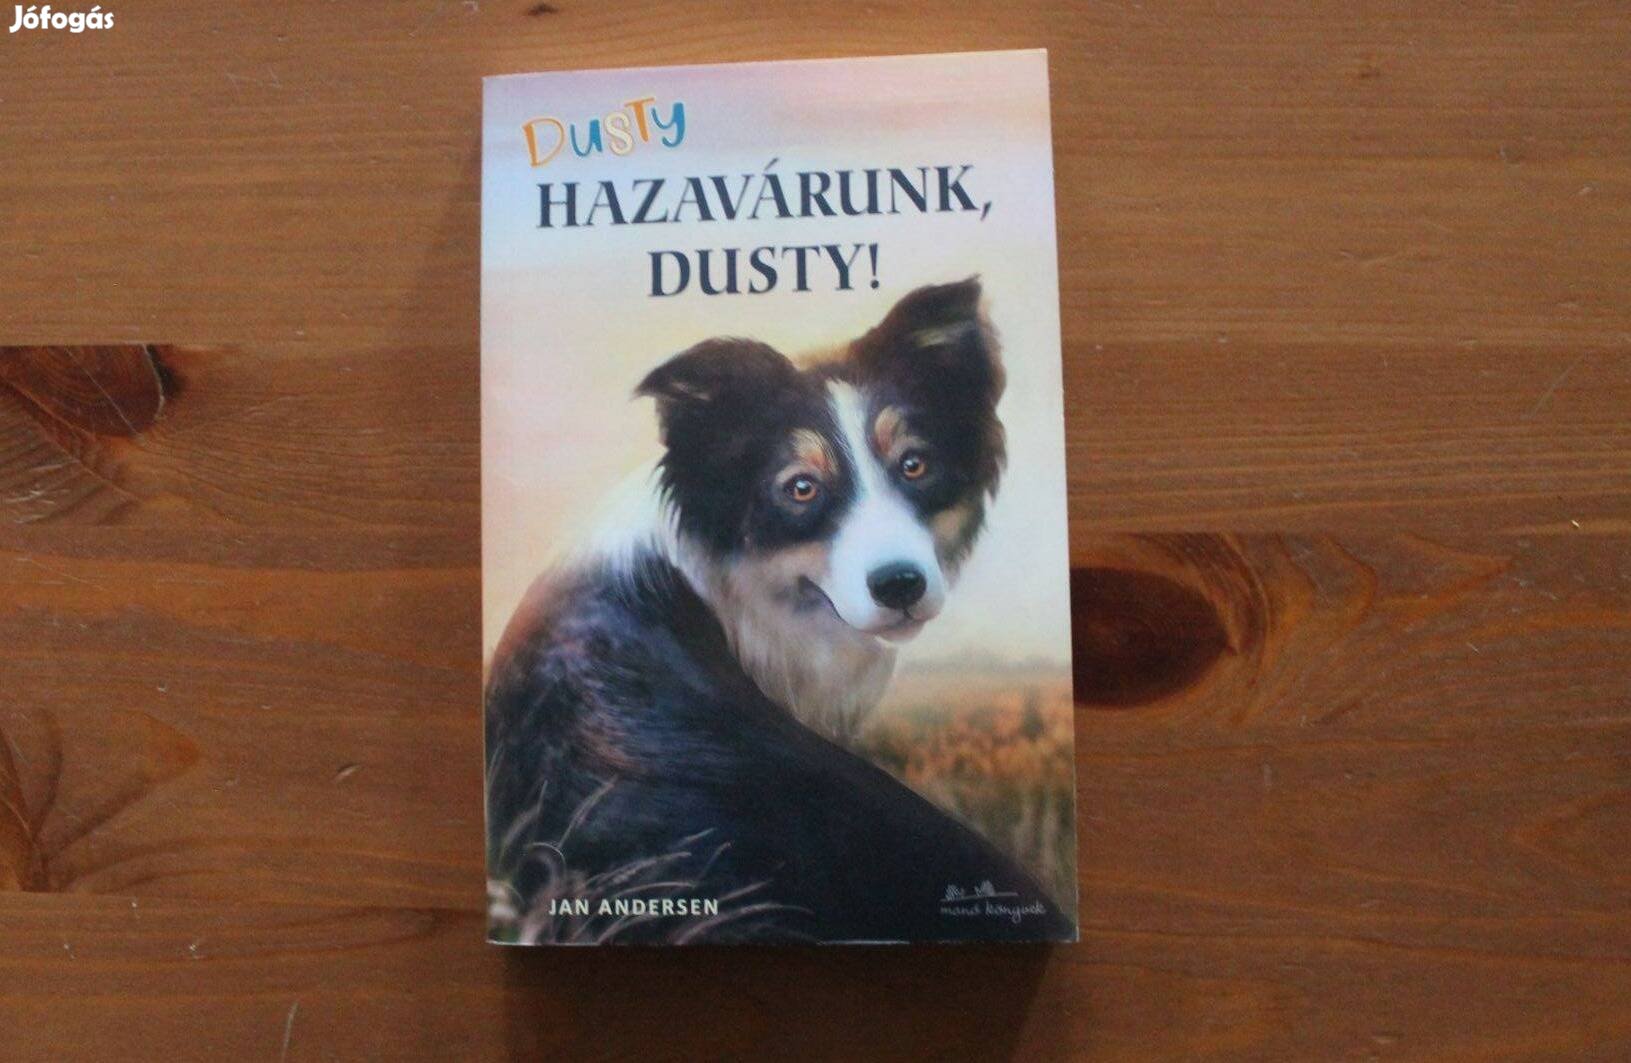 Jófogás
Dusty
HAZAVÁRUNK,
DUSTY!
JAN ANDERSEN
manó könyvek